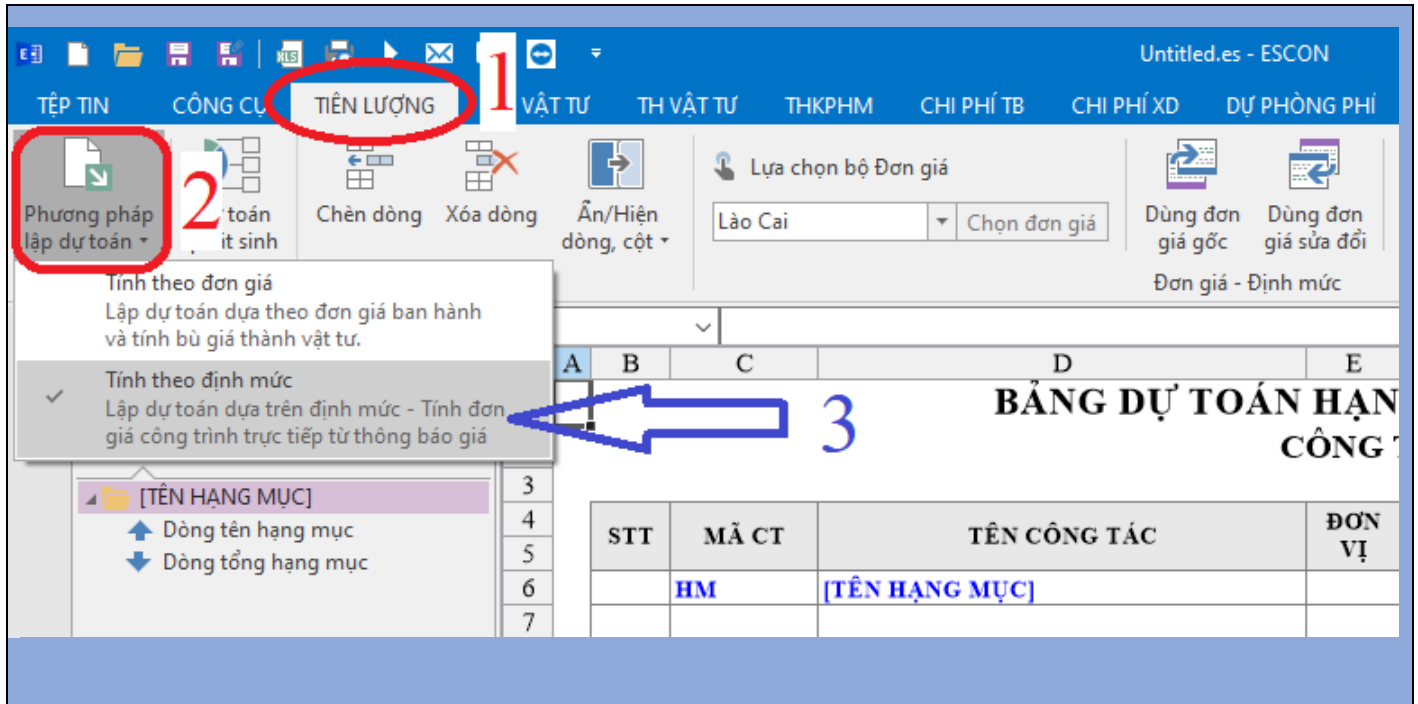 Untitled.es - ESCON
1
TỆP TIN CÔNG CỤ TIÊN LƯỢNG VẬT TƯ TH VẬT TƯ THKPHM CHI PHÍ TB CHI PHÍ XD DỰ PHÒNG PHÍ
2
Phương pháp
lập dự toán
toán
sinh
Chèn dòng
Xóa dòng
Ẩn/Hiện
dòng, cột
Lựa chọn bộ Đơn giá
Lào Cai
Chọn đơn giá
Dùng đơn
giá gốc
Dùng đơn
giá sửa đổi
Đơn giá - Định mức
Tính theo đơn giá
Lập dự toán dựa theo đơn giá ban hành
và tính bù giá thành vật tư.
Tính theo định mức
Lập dự toán dựa trên định mức - Tính đơn
giá công trình trực tiếp từ thông báo giá
3
A B C D E
BẢNG DỰ TOÁN HẠN
CÔNG
[TÊN HẠNG MỤC]
Dòng tên hạng mục
Dòng tổng hạng mục
3
4
5
STT MÃ CT TÊN CÔNG TÁC ĐƠN
VỊ
6 HM [TÊN HẠNG MỤC]
7